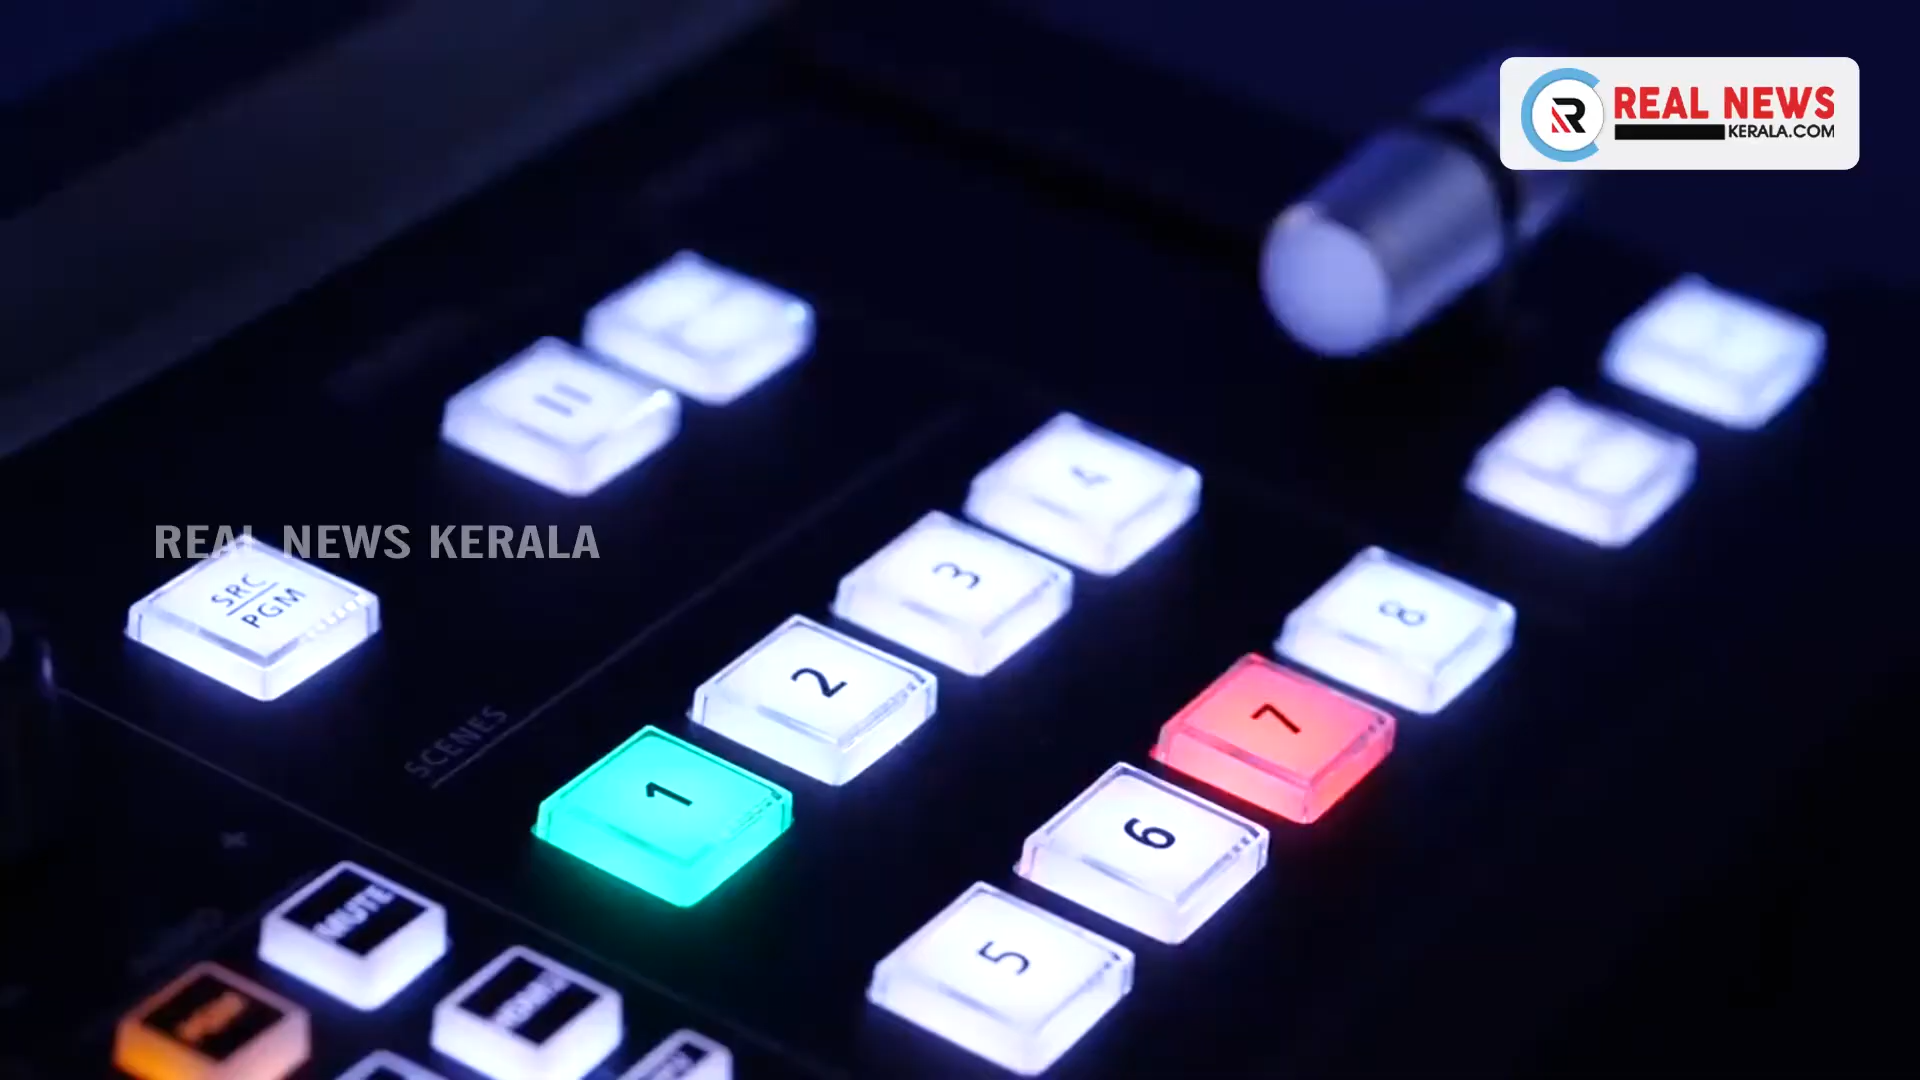 REAL NEWS
KERALA.COM
REAL NEWS KERALA
SRC
PGM
SCENES
4
3
2
1
8
7
6
5
MUTE